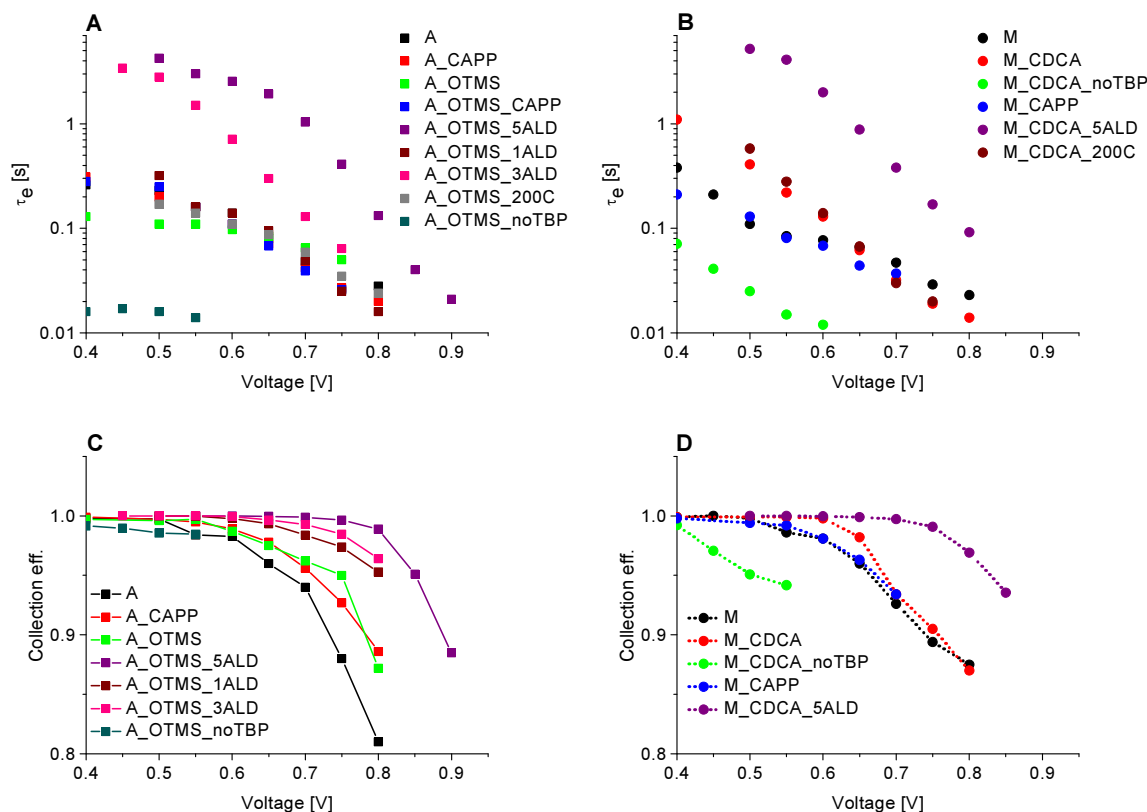 A
A
A_CAPP
A_OTMS
A_OTMS_CAPP
A_OTMS_5ALD
A_OTMS_1ALD
A_OTMS_3ALD
A_OTMS_200C
A_OTMS_noTBP
τe [s]
1
0.1
0.01
0.4 0.5 0.6 0.7 0.8 0.9
Voltage [V]
B
M
M_CDCA
M_CDCA_noTBP
M_CAPP
M_CDCA_5ALD
M_CDCA_200C
τe [s]
1
0.1
0.01
0.4 0.5 0.6 0.7 0.8 0.9
Voltage [V]
C
Collection eff.
1.0
0.9
0.8
A
A_CAPP
A_OTMS
A_OTMS_5ALD
A_OTMS_1ALD
A_OTMS_3ALD
A_OTMS_noTBP
0.4 0.5 0.6 0.7 0.8 0.9
Voltage [V]
D
Collection eff.
1.0
0.9
0.8
M
M_CDCA
M_CDCA_noTBP
M_CAPP
M_CDCA_5ALD
0.4 0.5 0.6 0.7 0.8 0.9
Voltage [V]